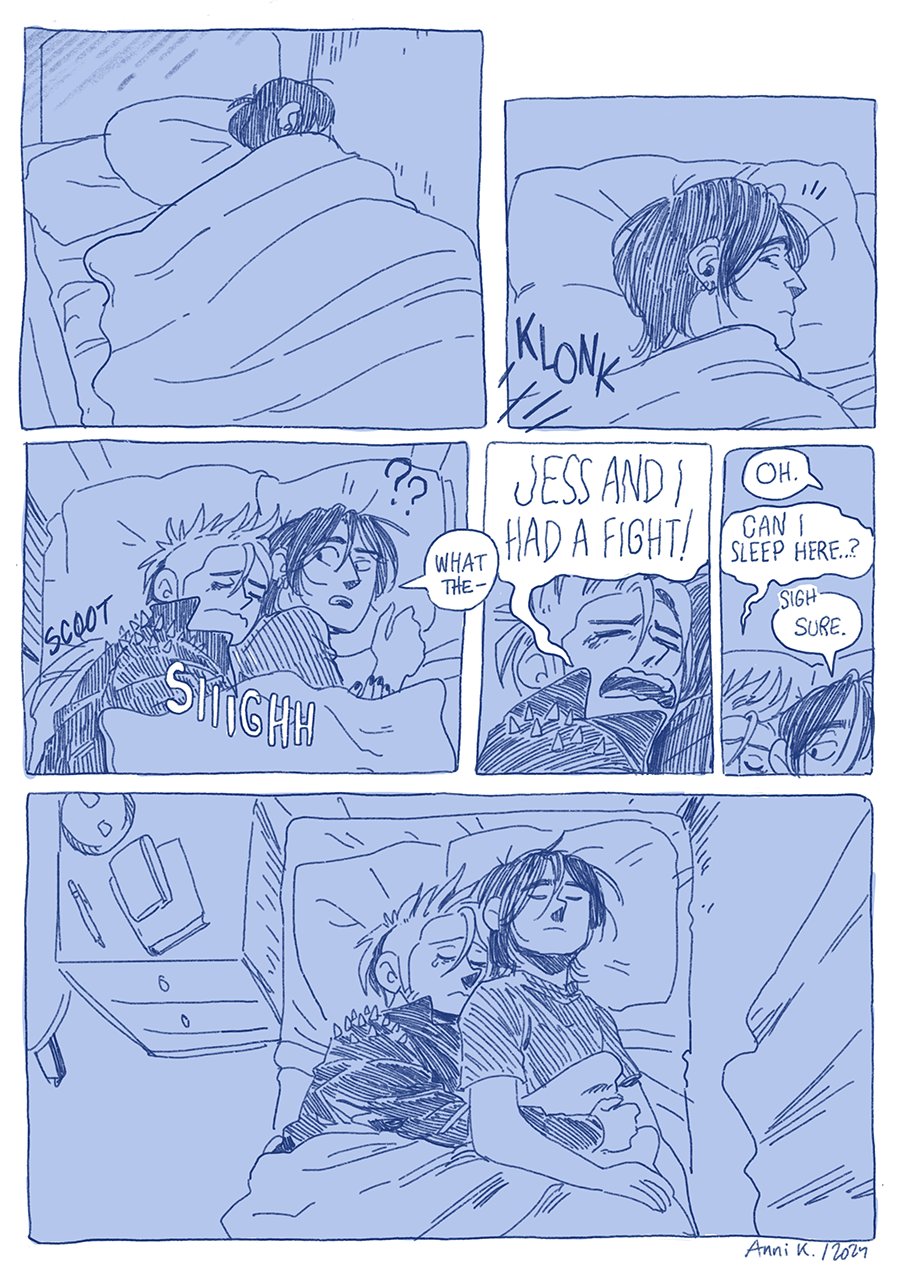 KLONK
??
SCOOT
WHAT
THE-
SIIIGHH
JESS AND I
HAD A FIGHT!
OH.
CAN I
SLEEP HERE..?
SIGH
SURE.
Anni K. /2024